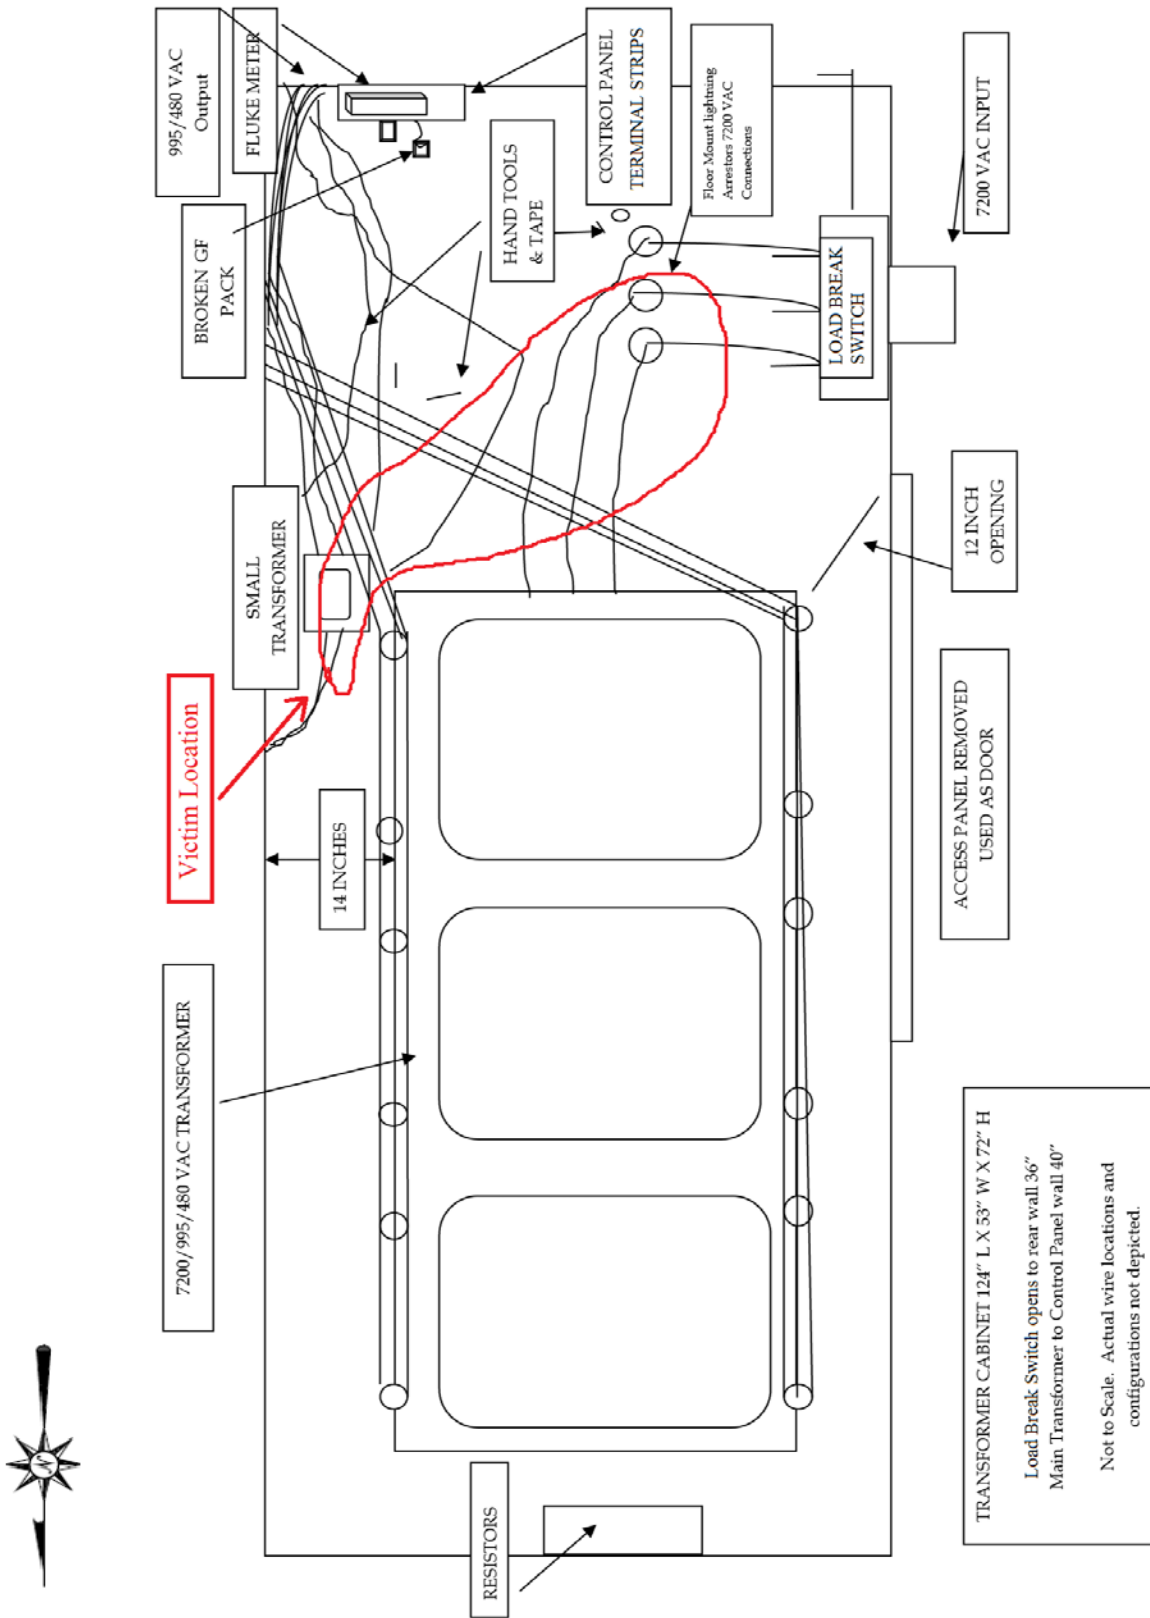 995/480 VAC
Output
FLUKE METER
CONTROL PANEL
TERMINAL STRIPS
Floor Mount lightning
Arrestors 7200 VAC
Connections
7200 VAC INPUT
BROKEN GF
PACK
HAND TOOLS
& TAPE
LOAD BREAK
SWITCH
SMALL
TRANSFORMER
12 INCH
OPENING
Victim Location
14 INCHES
ACCESS PANEL REMOVED
USED AS DOOR
7200/995/480 VAC TRANSFORMER
RESISTORS
N
TRANSFORMER CABINET 124" L X 53" W X 72" H
Load Break Switch opens to rear wall 36"
Main Transformer to Control Panel wall 40"
Not to Scale. Actual wire locations and
configurations not depicted.